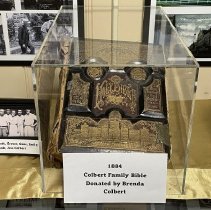 1884
Colbert Family Bible
Donated by Brenda
Colbert